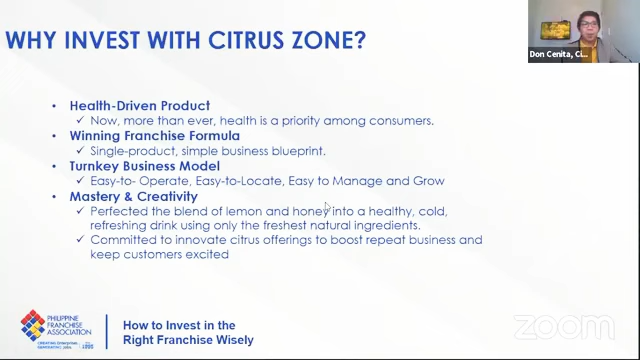 WHY INVEST WITH CITRUS ZONE?
Don Cenita, Ci...
• Health-Driven Product
✓ Now, more than ever, health is a priority among consumers.
• Winning Franchise Formula
✓ Single-product, simple business blueprint.
• Turnkey Business Model
✓ Easy-to- Operate, Easy-to-Locate, Easy to Manage and Grow
• Mastery & Creativity
✓ Perfected the blend of lemon and honey into a healthy, cold,
refreshing drink using only the freshest natural ingredients.
✓ Committed to innovate citrus offerings to boost repeat business and
keep customers excited
PHILIPPINE
FRANCHISE
ASSOCIATION
How to Invest in the
Right Franchise Wisely
zoom